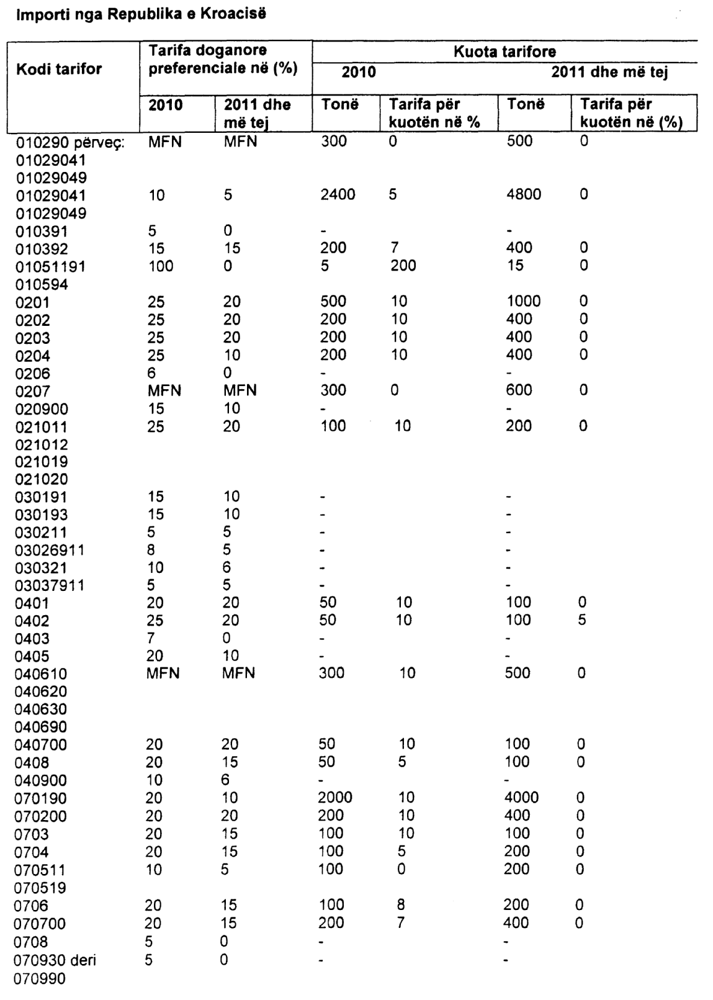 Importi nga Republika e Kroacisë
Kodi tarifor Tarifa doganore preferenciale në (%) Kuota tarifore
2010 2011 dhe më tej
2010 2011 dhe më tej Tonë Tarifa për kuotën në % Tonë Tarifa për kuotën në (%)
010290 përveç: MFN MFN 300 0 500 0
01029041
01029049
01029041 10 5 2400 5 4800 0
01029049
010391 5 0 - -
010392 15 15 200 7 400 0
01051191 100 0 5 200 15 0
010594
0201 25 20 500 10 1000 0
0202 25 20 200 10 400 0
0203 25 20 200 10 400 0
0204 25 10 200 10 400 0
0206 6 0 - -
0207 MFN MFN 300 0 600 0
020900 15 10 - -
021011 25 20 100 10 200 0
021012
021019
021020
030191 15 10 - -
030193 15 10 - -
030211 5 5 - -
03026911 8 5 - -
030321 10 6 - -
03037911 5 5 - -
0401 20 20 50 10 100 0
0402 25 20 50 10 100 5
0403 7 0 - -
0405 20 10 - -
040610 MFN MFN 300 10 500 0
040620
040630
040690
040700 20 20 50 10 100 0
0408 20 15 50 5 100 0
040900 10 6 - -
070190 20 10 2000 10 4000 0
070200 20 20 200 10 400 0
0703 20 15 100 10 100 0
0704 20 15 100 5 200 0
070511 10 5 100 0 200 0
070519
0706 20 15 100 8 200 0
070700 20 15 200 7 400 0
0708 5 0 - -
070930 deri 5 0 - -
070990